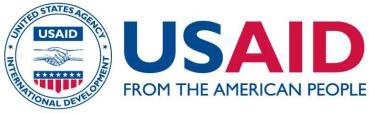 UNITED STATES AGENCY
USAID
INTERNATIONAL DEVELOPMENT
USAID
FROM THE AMERICAN PEOPLE